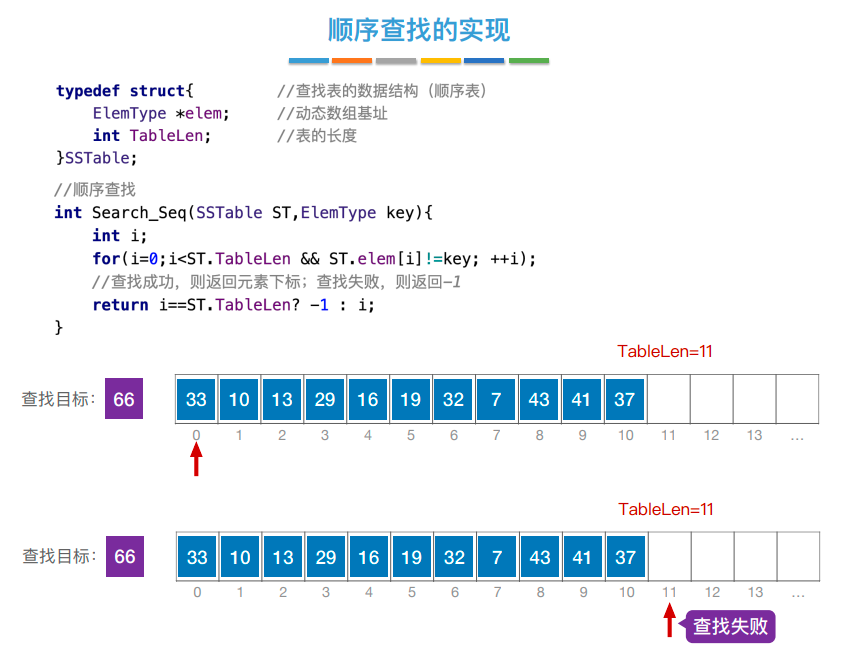 顺序查找的实现
typedef struct{ //查找表的数据结构（顺序表）
ElemType *elem; //动态数组基址
int TableLen; //表的长度
}SSTable;
//顺序查找
int Search_Seq(SSTable ST,ElemType key){
int i;
for(i=0;i<ST.TableLen && ST.elem[i]!=key; ++i);
//查找成功，则返回元素下标；查找失败，则返回-1
return i==ST.TableLen? -1 : i;
}
TableLen=11
查找目标： 66 33 10 13 29 16 19 32 7 43 41 37
0 1 2 3 4 5 6 7 8 9 10 11 12 13 ...
TableLen=11
查找目标： 66 33 10 13 29 16 19 32 7 43 41 37
0 1 2 3 4 5 6 7 8 9 10 11 12 13 ...
查找失败